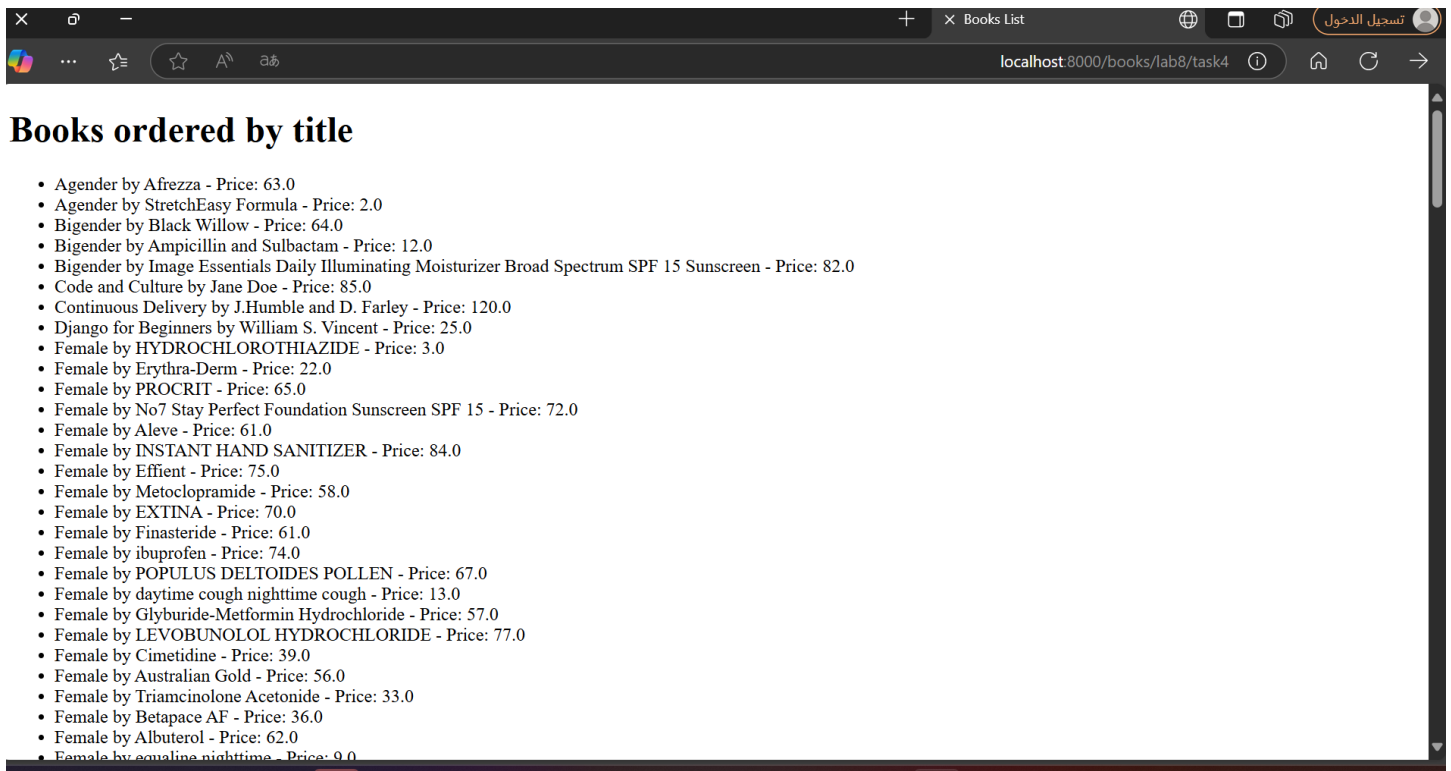 Books List
تسجيل الدخول
localhost:8000/books/lab8/task4
Books ordered by title
• Agender by Afrezza - Price: 63.0
• Agender by StretchEasy Formula - Price: 2.0
• Bigender by Black Willow - Price: 64.0
• Bigender by Ampicillin and Sulbactam - Price: 12.0
• Bigender by Image Essentials Daily Illuminating Moisturizer Broad Spectrum SPF 15 Sunscreen - Price: 82.0
• Code and Culture by Jane Doe - Price: 85.0
• Continuous Delivery by J.Humble and D. Farley - Price: 120.0
• Django for Beginners by William S. Vincent - Price: 25.0
• Female by HYDROCHLOROTHIAZIDE - Price: 3.0
• Female by Erythra-Derm - Price: 22.0
• Female by PROCRIT - Price: 65.0
• Female by No7 Stay Perfect Foundation Sunscreen SPF 15 - Price: 72.0
• Female by Aleve - Price: 61.0
• Female by INSTANT HAND SANITIZER - Price: 84.0
• Female by Effient - Price: 75.0
• Female by Metoclopramide - Price: 58.0
• Female by EXTINA - Price: 70.0
• Female by Finasteride - Price: 61.0
• Female by ibuprofen - Price: 74.0
• Female by POPULUS DELTOIDES POLLEN - Price: 67.0
• Female by daytime cough nighttime cough - Price: 13.0
• Female by Glyburide-Metformin Hydrochloride - Price: 57.0
• Female by LEVOBUNOLOL HYDROCHLORIDE - Price: 77.0
• Female by Cimetidine - Price: 39.0
• Female by Australian Gold - Price: 56.0
• Female by Triamcinolone Acetonide - Price: 33.0
• Female by Betapace AF - Price: 36.0
• Female by Albuterol - Price: 62.0
• Female by equaline nighttime - Price: 9.0